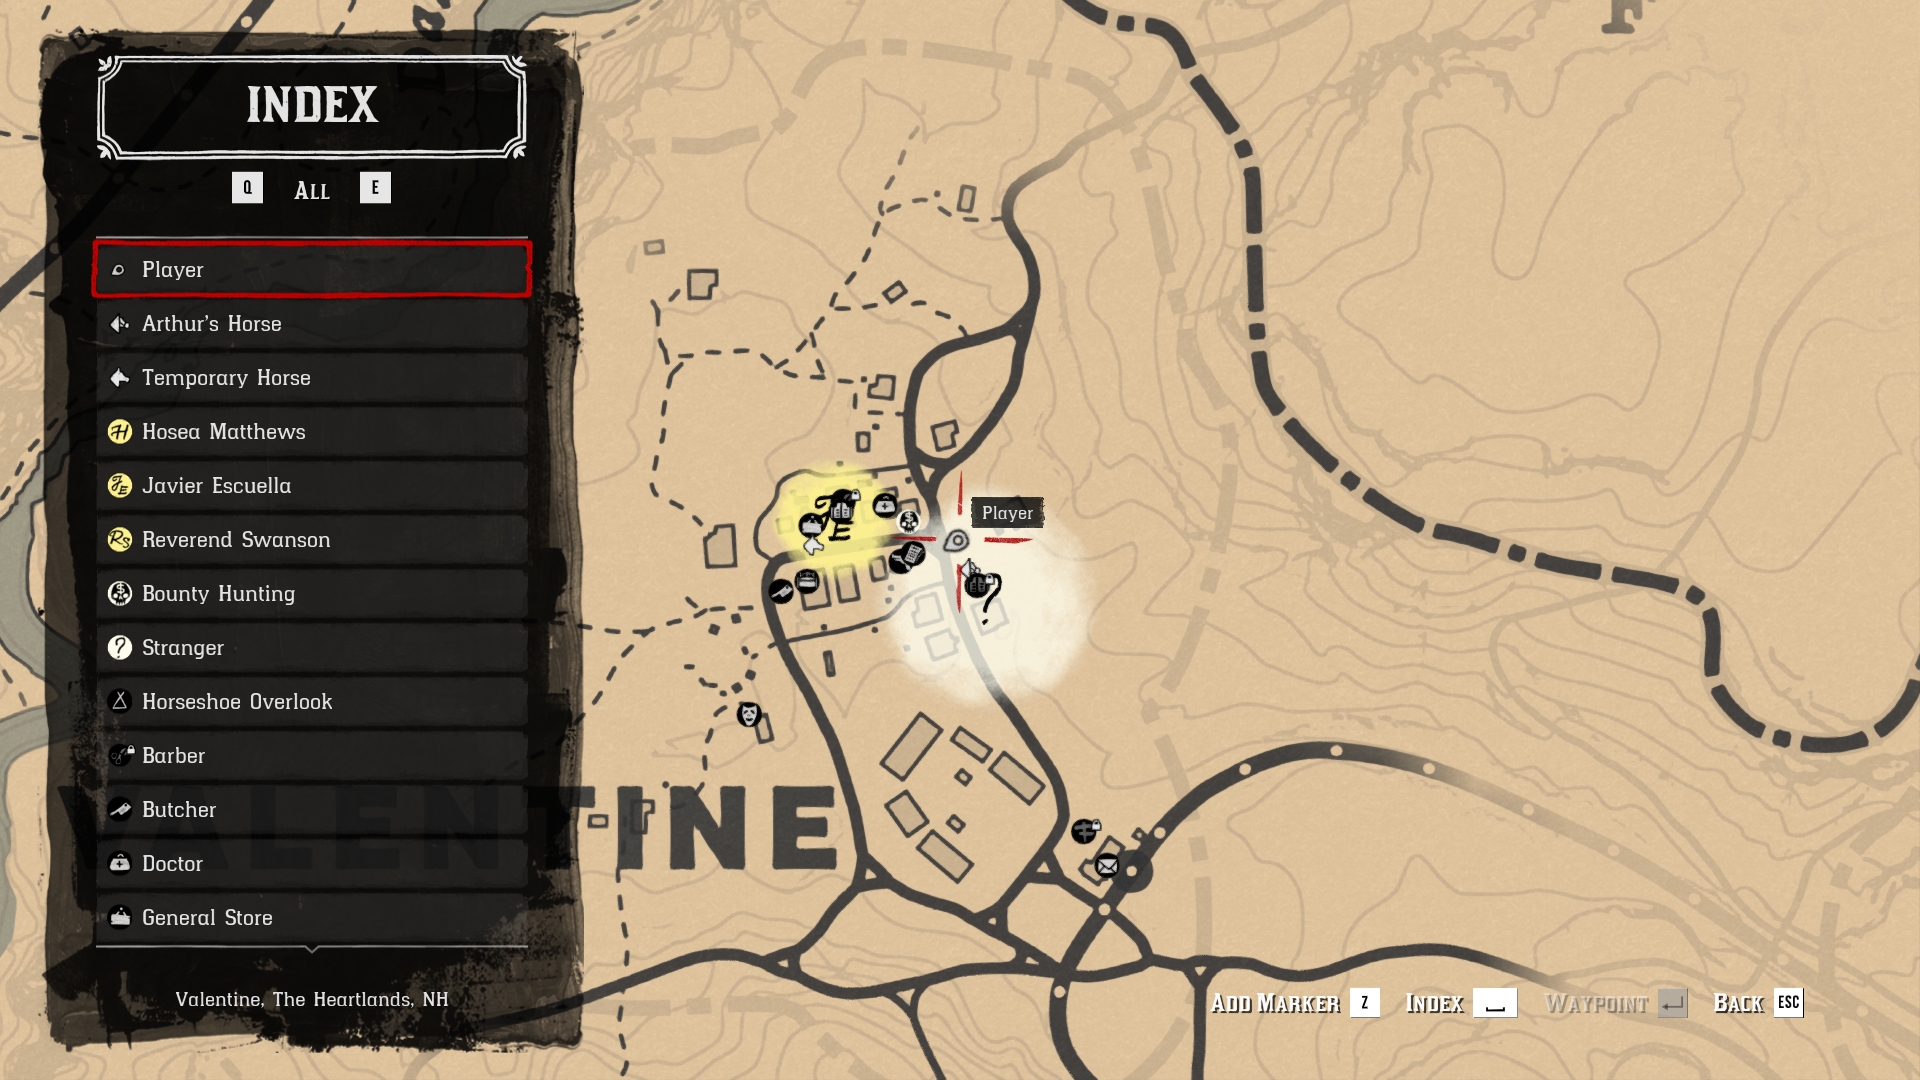 INDEX
Q ALL E
Player
Arthur's Horse
Temporary Horse
Hosea Matthews
Javier Escuella
Reverend Swanson
Bounty Hunting
Stranger
Horseshoe Overlook
Barber
Butcher
Doctor
General Store
Valentine, The Heartlands, NH
Player
VALENTINE
ADD MARKER Z INDEX WAYPOINT BACK ESC